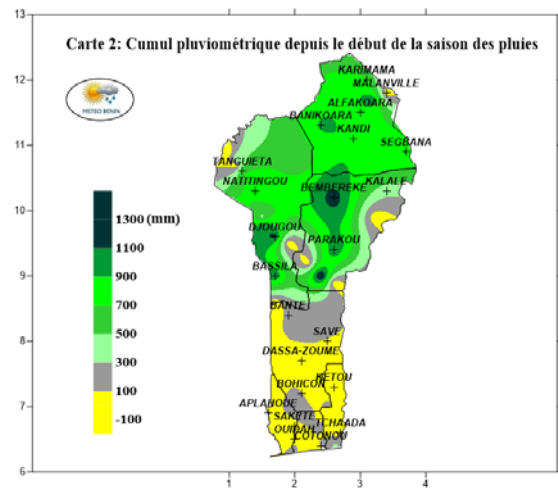 Carte 2: Cumul pluviométrique depuis le début de la saison des pluies
METEO BENIN
KARIMAMA
MALANVILLE
ALFAKOARA
BANIKOARA
KANDI
SEGBANA
TANGUIETA
NATITINGOU
BEMBEREKE
KALALE
DJOUGOU
PARAKOU
BASSILA
BANTE
SAVE
DASSA-ZOUME
KETOU
BOHICON
APLAHOUE
SAKETE
TCHAADA
OUIDAH
COTONOU
1300 (mm)
1100
900
700
500
300
100
-100
13
12
11
10
9
8
7
6
1 2 3 4